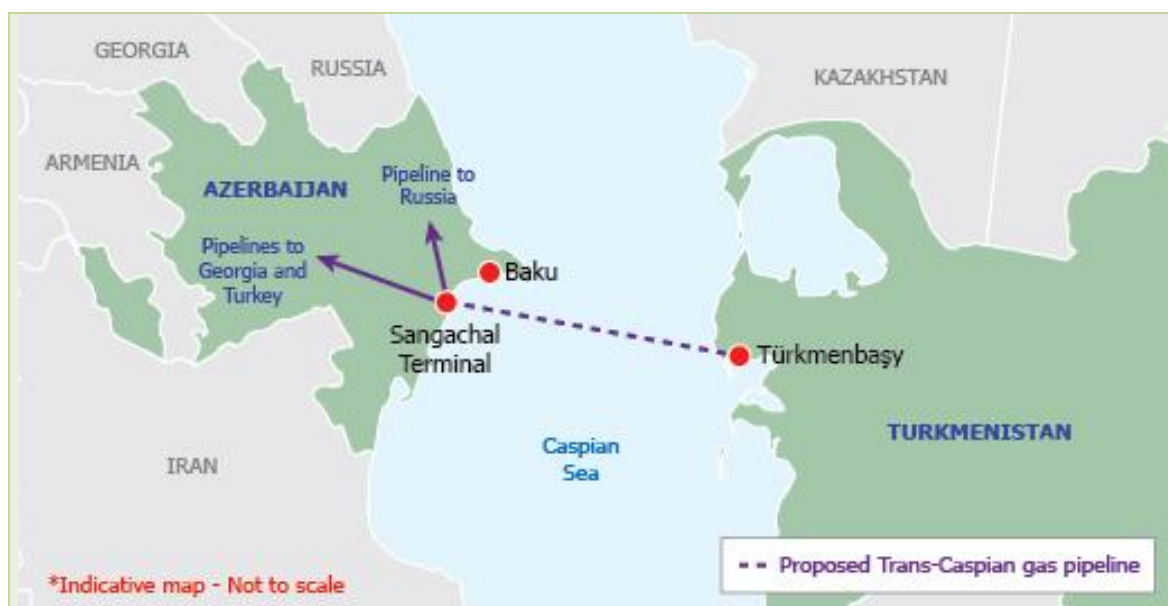 GEORGIA
RUSSIA
KAZAKHSTAN
ARMENIA
AZERBAIJAN
Pipeline to
Russia
Pipelines to
Georgia and
Turkey
Baku
Sangachal
Terminal
Türkmenbaşy
TURKMENISTAN
Caspian
Sea
IRAN
Proposed Trans-Caspian gas pipeline
*Indicative map - Not to scale